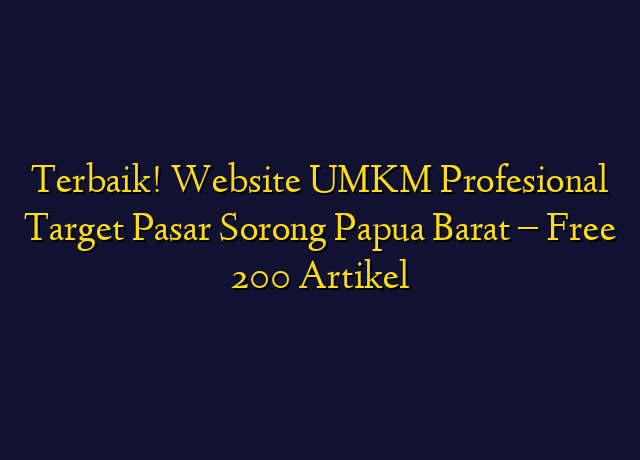 Terbaik! Website UMKM Profesional
Target Pasar Sorong Papua Barat – Free
200 Artikel